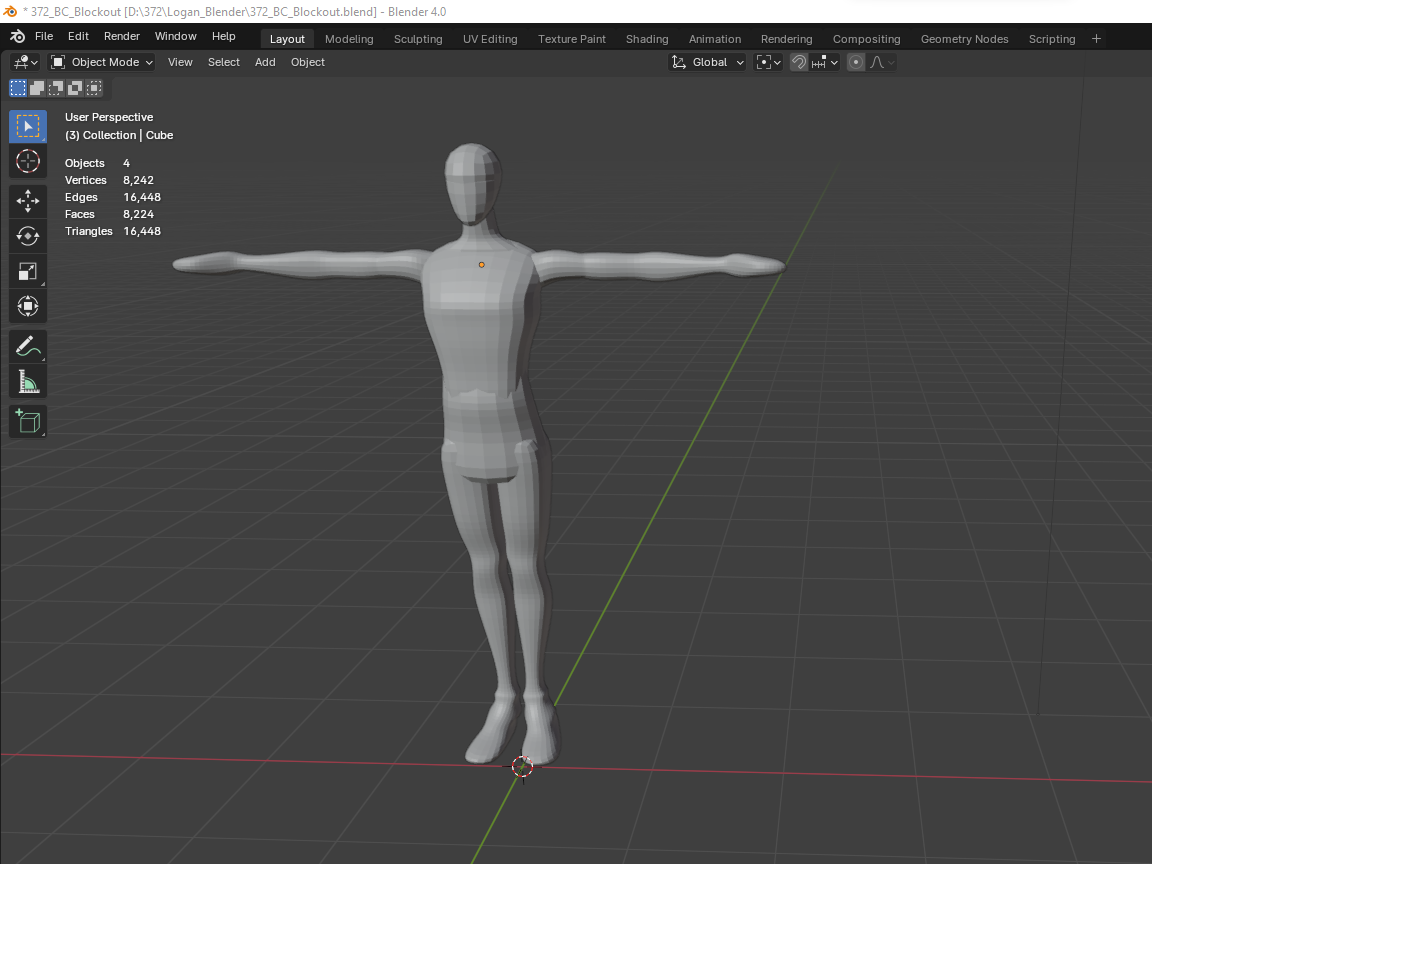 * 372_BC_Blockout [D:\372\Logan_Blender\372_BC_Blockout.blend] - Blender 4.0
File Edit Render Window Help Layout Modeling Sculpting UV Editing Texture Paint Shading Animation Rendering Compositing Geometry Nodes Scripting +
Object Mode View Select Add Object Global
User Perspective
(3) Collection | Cube
Objects 4
Vertices 8,242
Edges 16,448
Faces 8,224
Triangles 16,448